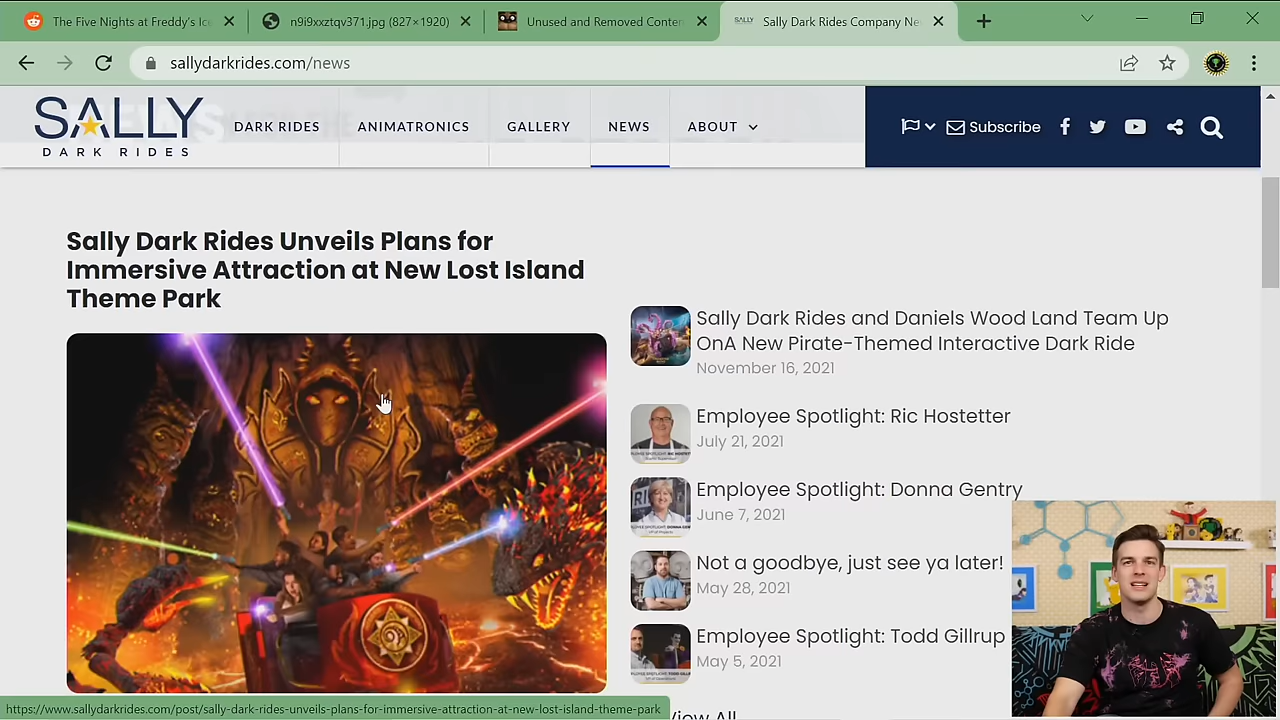 The Five Nights at Freddy's Ic
n9i9xxztqv371.jpg (827×1920)
Unused and Removed Conten
SALLY
Sally Dark Rides Company Ne
sallydarkrides.com/news
SALLY
DARK RIDES
DARK RIDES
ANIMATRONICS
GALLERY
NEWS
ABOUT
Subscribe
Sally Dark Rides Unveils Plans for
Immersive Attraction at New Lost Island
Theme Park
Sally Dark Rides and Daniels Wood Land Team Up
OnA New Pirate-Themed Interactive Dark Ride
November 16, 2021
Employee Spotlight: Ric Hostetter
July 21, 2021
Employee Spotlight: Donna Gentry
June 7, 2021
Not a goodbye, just see ya later!
May 28, 2021
Employee Spotlight: Todd Gillrup
May 5, 2021
View All
https://www.sallydarkrides.com/post/sally-dark-rides-unveils-plans-for-immersive-attraction-at-new-lost-island-theme-park